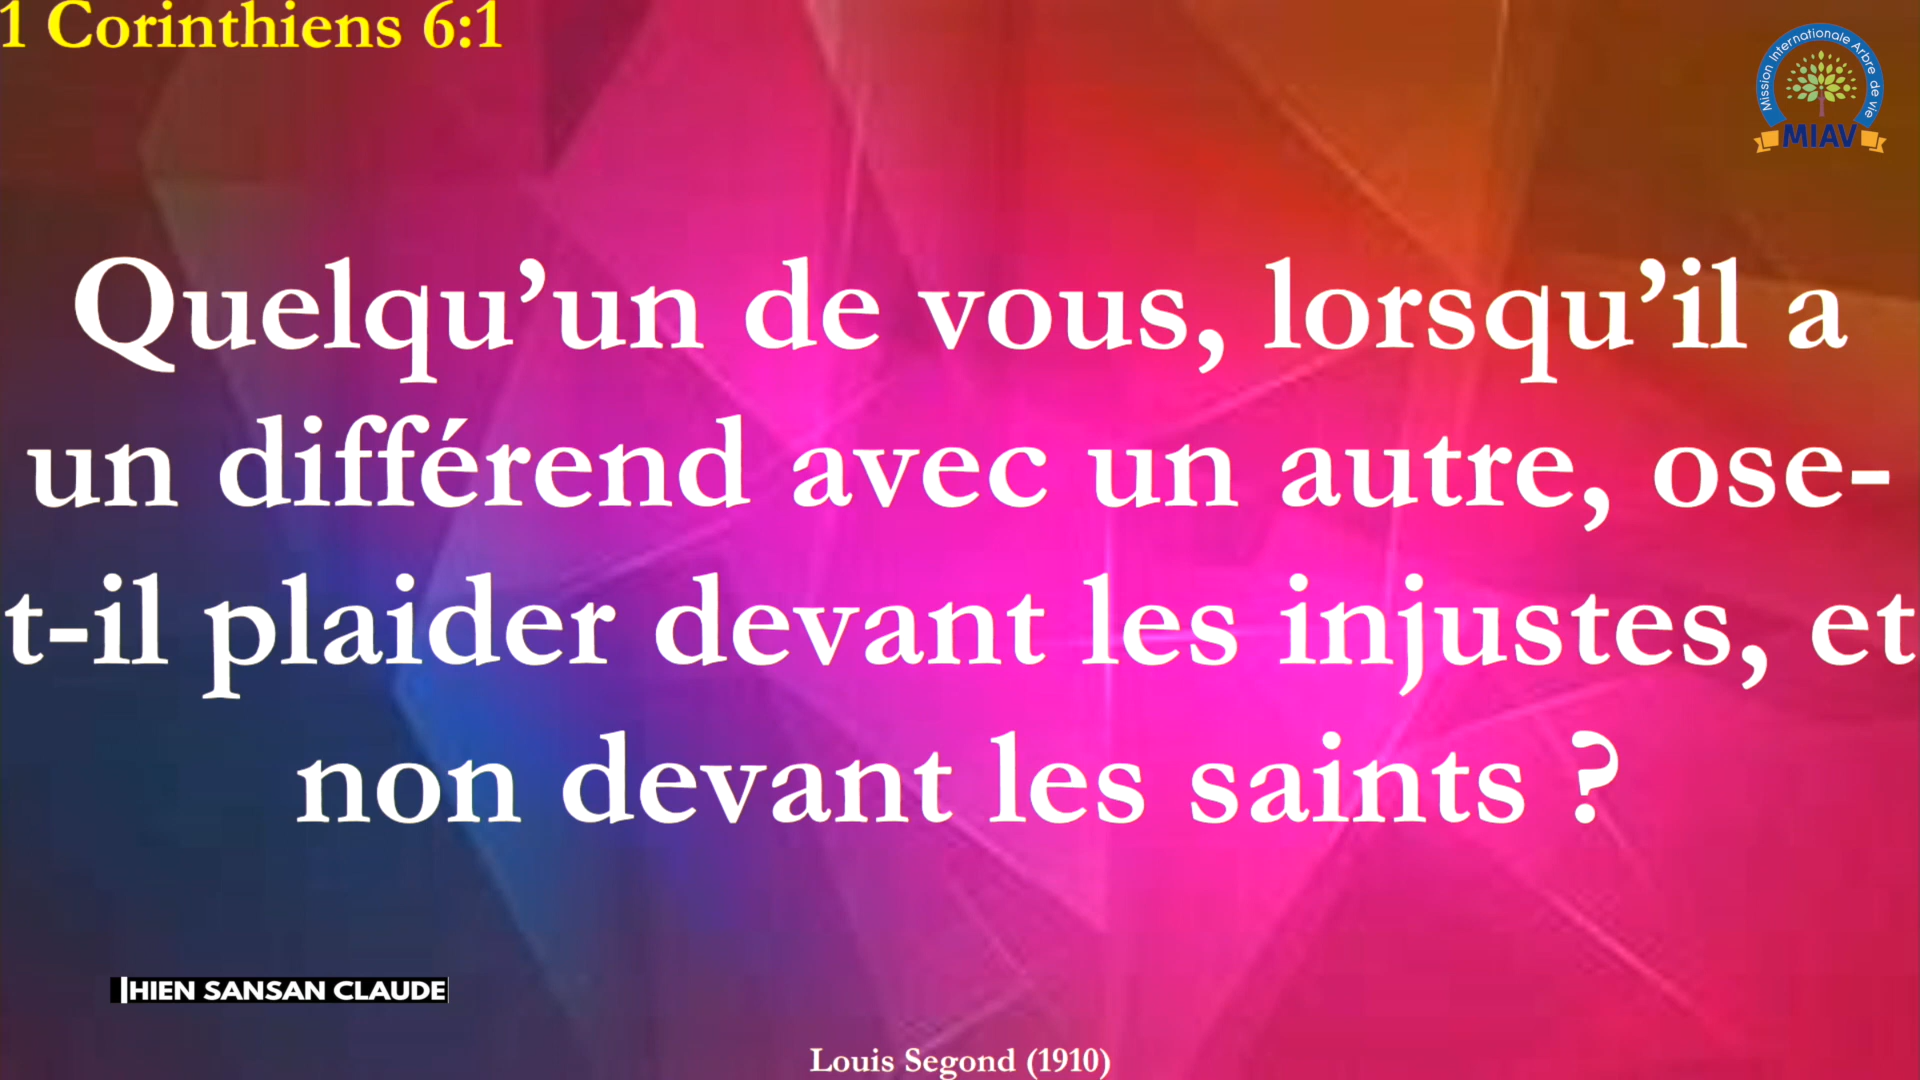 1 Corinthiens 6:1
Mission Internationale Arbre de vie
MIAV
Quelqu’un de vous, lorsqu’il a
un différend avec un autre, ose-
t-il plaider devant les injustes, et
non devant les saints ?
HIEN SANSAN CLAUDE
Louis Segond (1910)